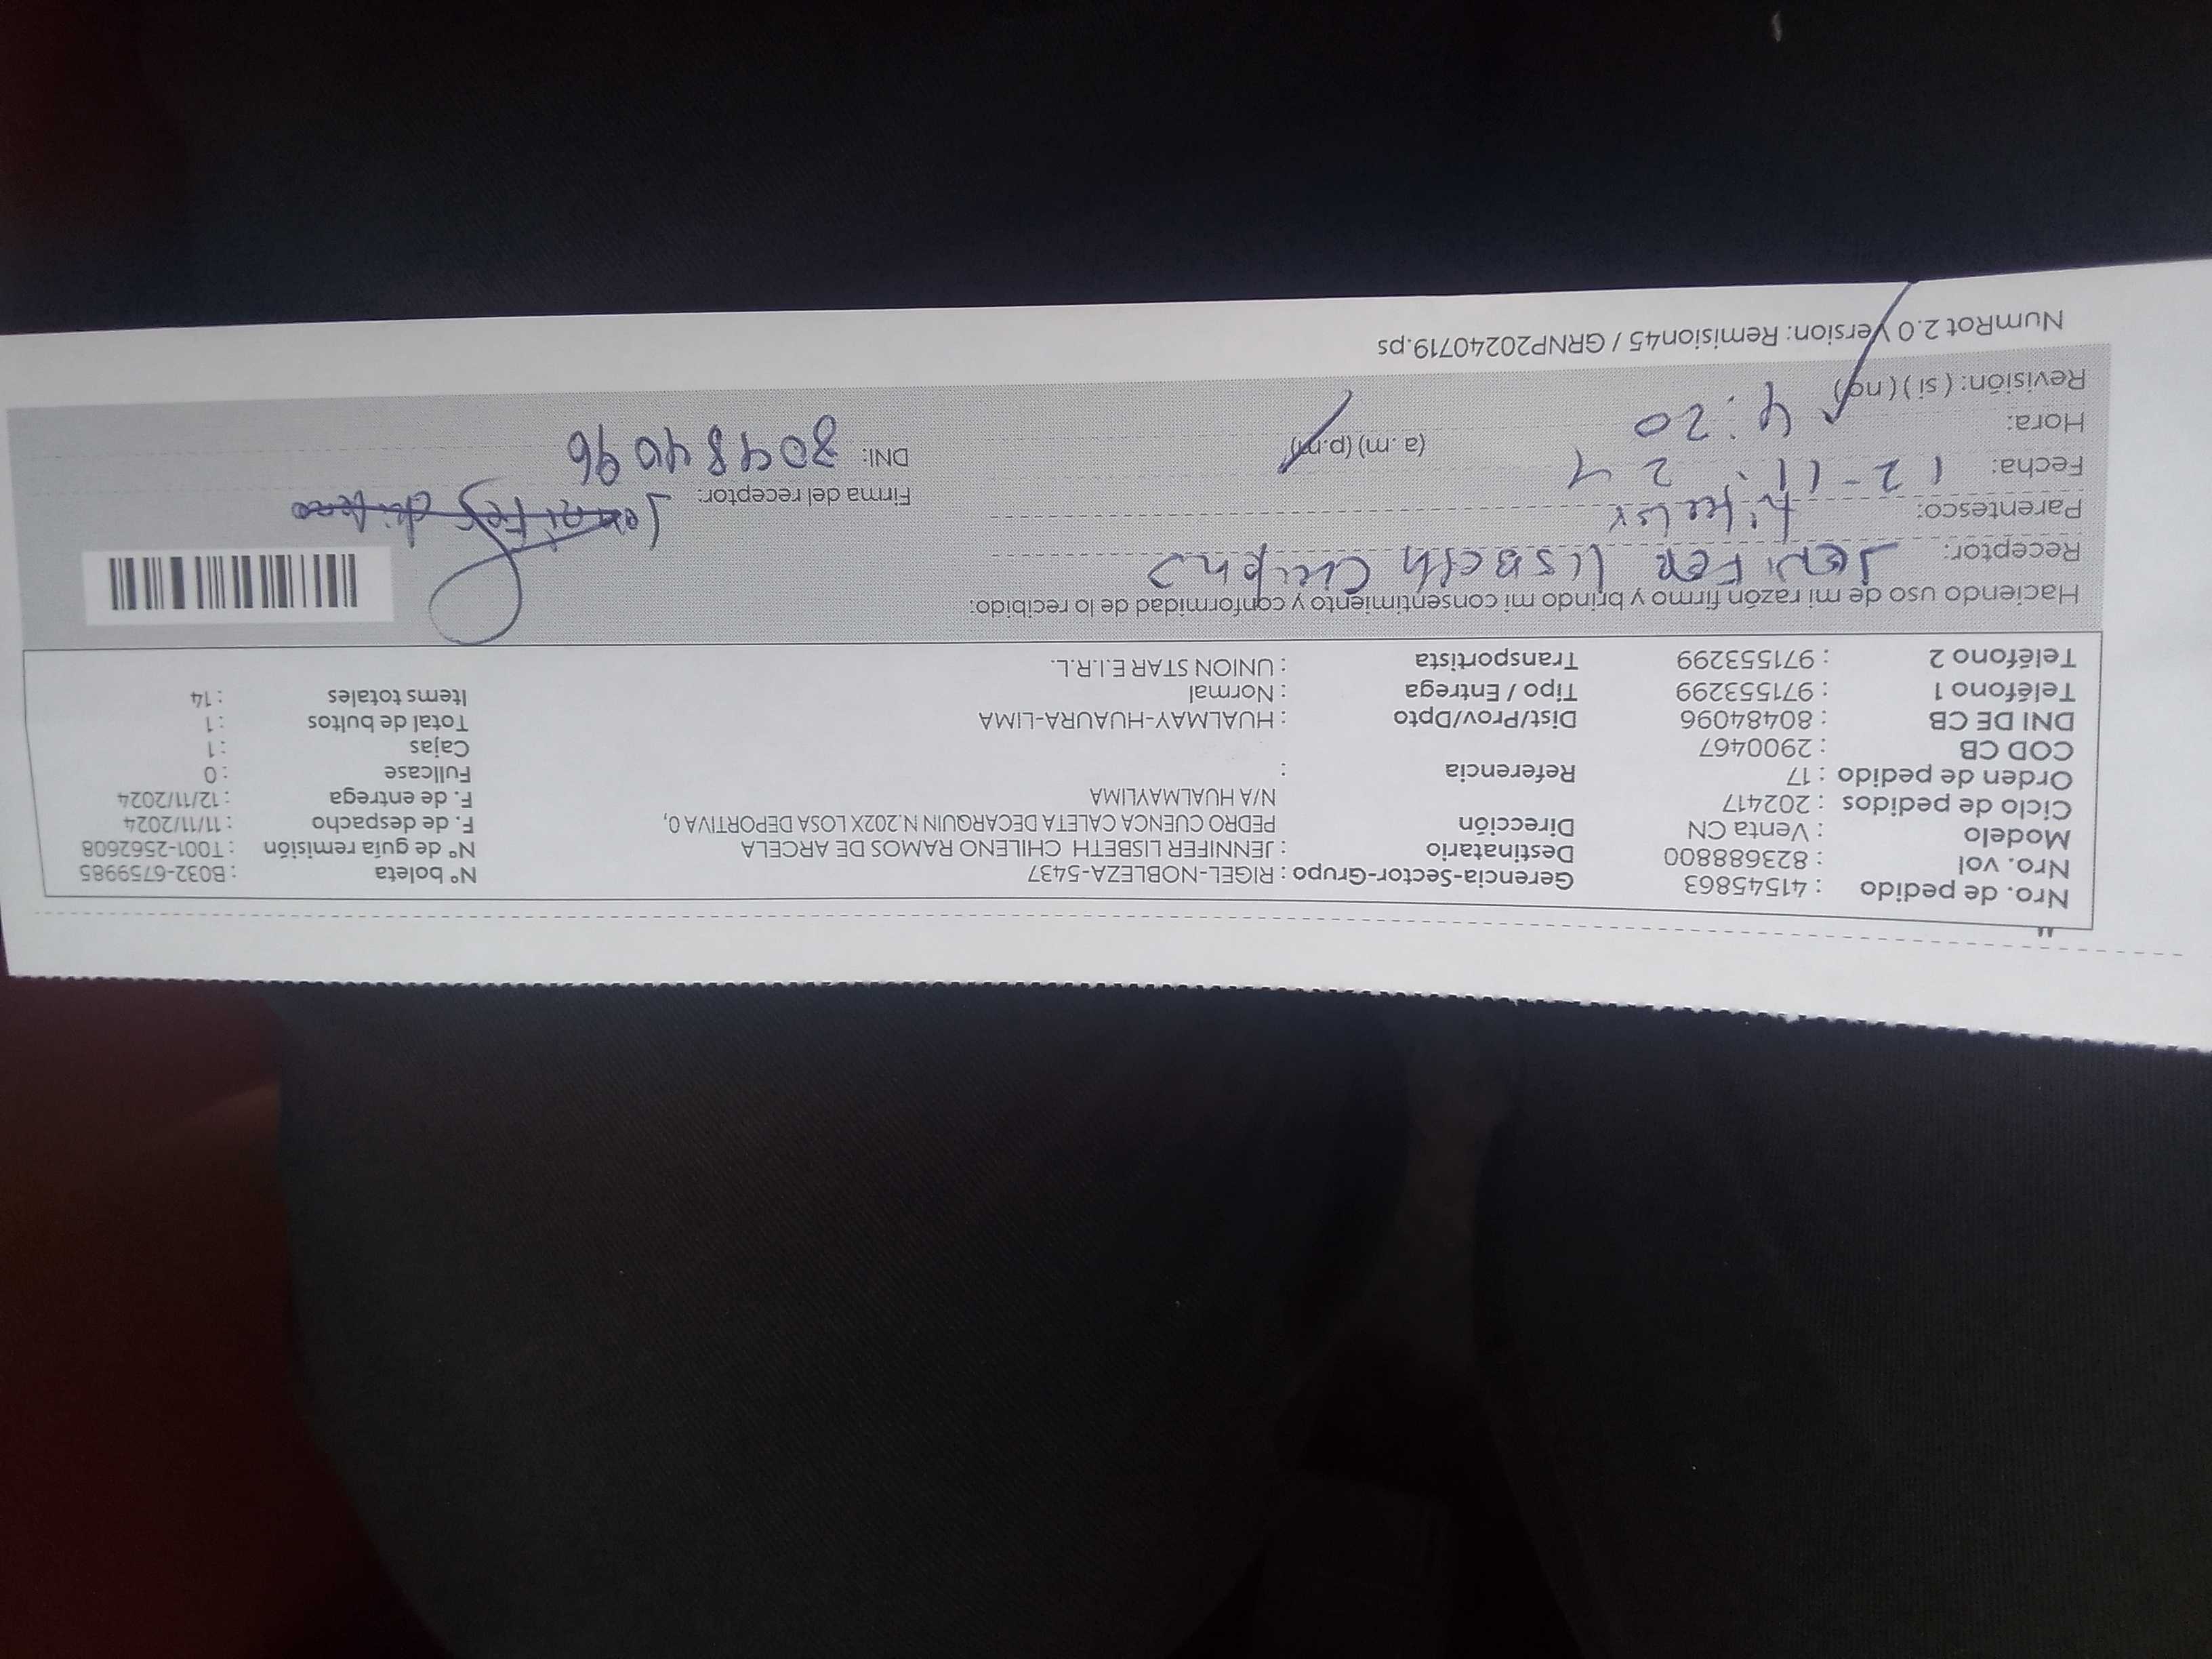 Nro. de pedido : 41545863 Gerencia-Sector-Grupo : RIGEL-NOBLEZA-5437 N° boleta : B032-6759985
Nro. vol : 823688800 Destinatario : JENNIFER LISBETH CHILENO RAMOS DE ARCELA N° de guía remisión : T001-2562608
Modelo : Venta CN Dirección PEDRO CUENCA CALETA DECARQUIN N.202X LOSA DEPORTIVA 0, F. de despacho : 11/11/2024
Ciclo de pedidos : 202417 N/A HUALMAYLIMA F. de entrega : 12/11/2024
Orden de pedido : 17 Referencia : Fullcase : 0
COD CB : 2900467 Cajas : 1
DNI DE CB : 80484096 Dist/Prov/Dpto : HUALMAY-HUAURA-LIMA Total de bultos : 1
Teléfono 1 : 971553299 Tipo / Entrega : Normal Items totales : 14
Teléfono 2 : 971553299 Transportista : UNION STAR E.I.R.L.
Haciendo uso de mi razón firmo y brindo mi consentimiento y conformidad de lo recibido:
Receptor: Jenifer Lisbeth
Parentesco:
Firma del receptor:
Fecha: 12-11-24
DNI: 80484096
Hora: 4:20 (a.m) (p.m)
Revisión: (si) (no)
NumRot 2.0 Version: Remision45 / GRNP20240719.ps